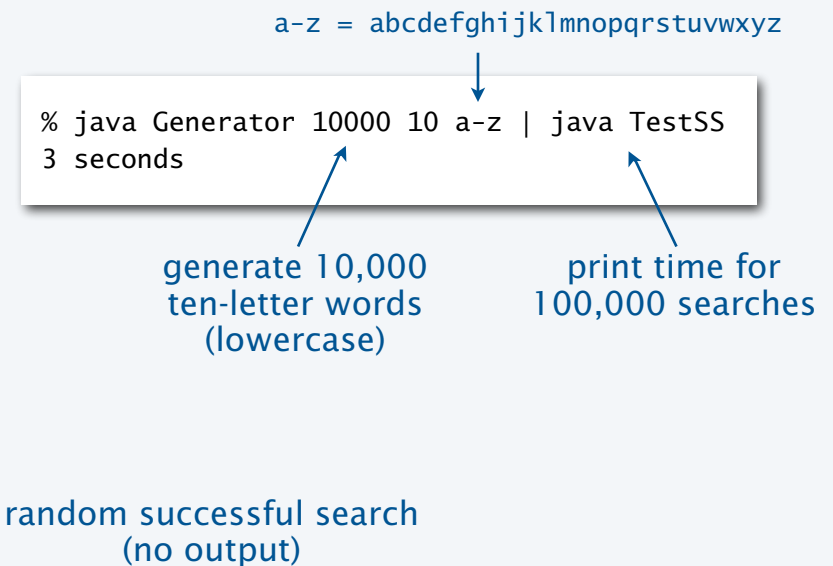 a-z = abcdefghijklmnopqrstuvwxyz
% java Generator 10000 10 a-z | java TestSS
3 seconds
generate 10,000
ten-letter words
(lowercase)
print time for
100,000 searches
random successful search
(no output)